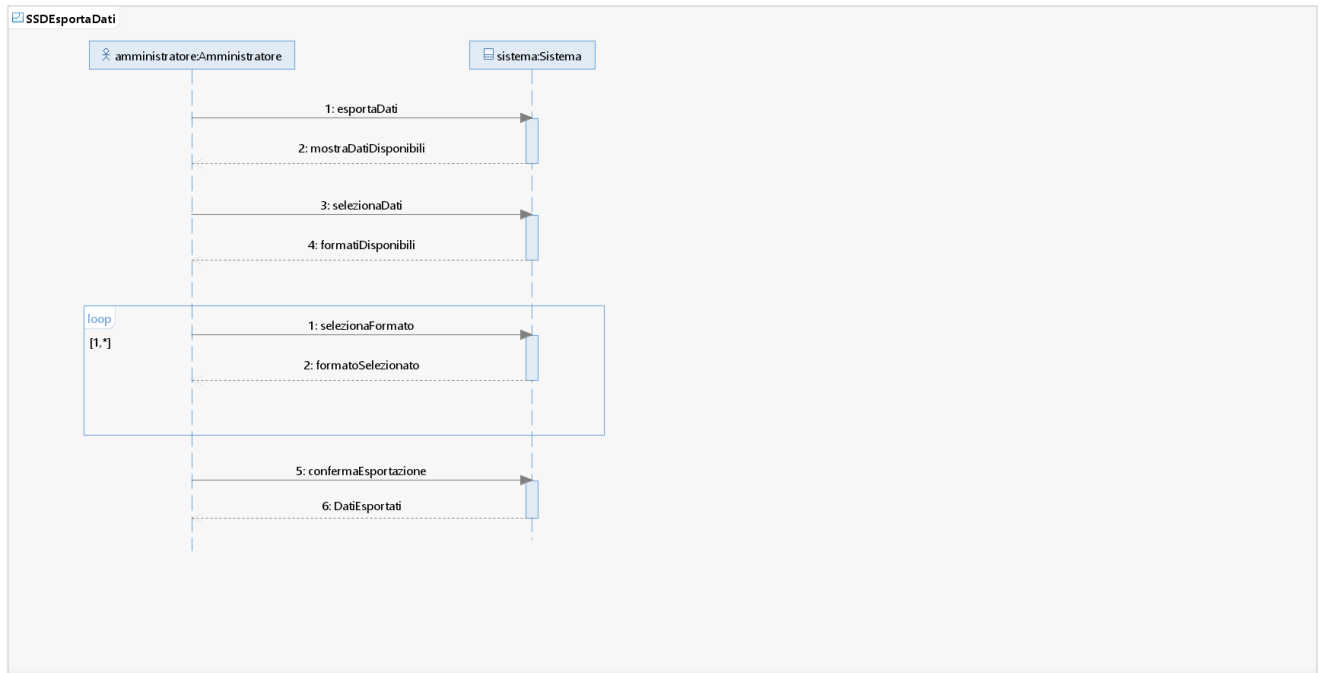 SSDEsportaDati
amministratore:Amministratore
sistema:Sistema
1: esportaDati
2: mostraDatiDisponibili
3: selezionaDati
4: formatiDisponibili
loop
[1,*]
1: selezionaFormato
2: formatoSelezionato
5: confermaEsportazione
6: DatiEsportati